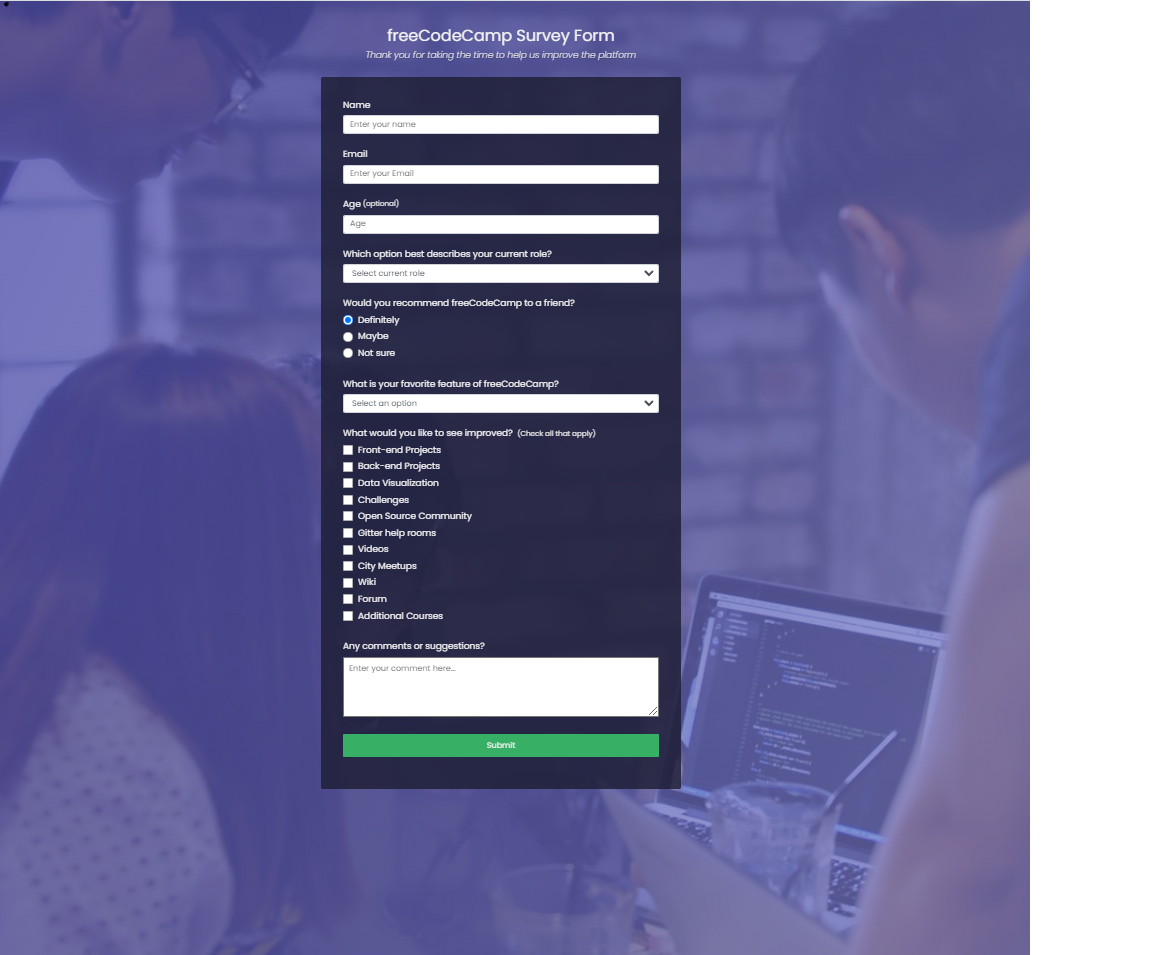 freeCodeCamp Survey Form
Thank you for taking the time to help us improve the platform
Name
Enter your name
Email
Enter your Email
Age (optional)
Age
Which option best describes your current role?
Select current role
Would you recommend freeCodeCamp to a friend?
Definitely
Maybe
Not sure
What is your favorite feature of freeCodeCamp?
Select an option
What would you like to see improved? (Check all that apply)
Front-end Projects
Back-end Projects
Data Visualization
Challenges
Open Source Community
Gitter help rooms
Videos
City Meetups
Wiki
Forum
Additional Courses
Any comments or suggestions?
Enter your comment here...
Submit